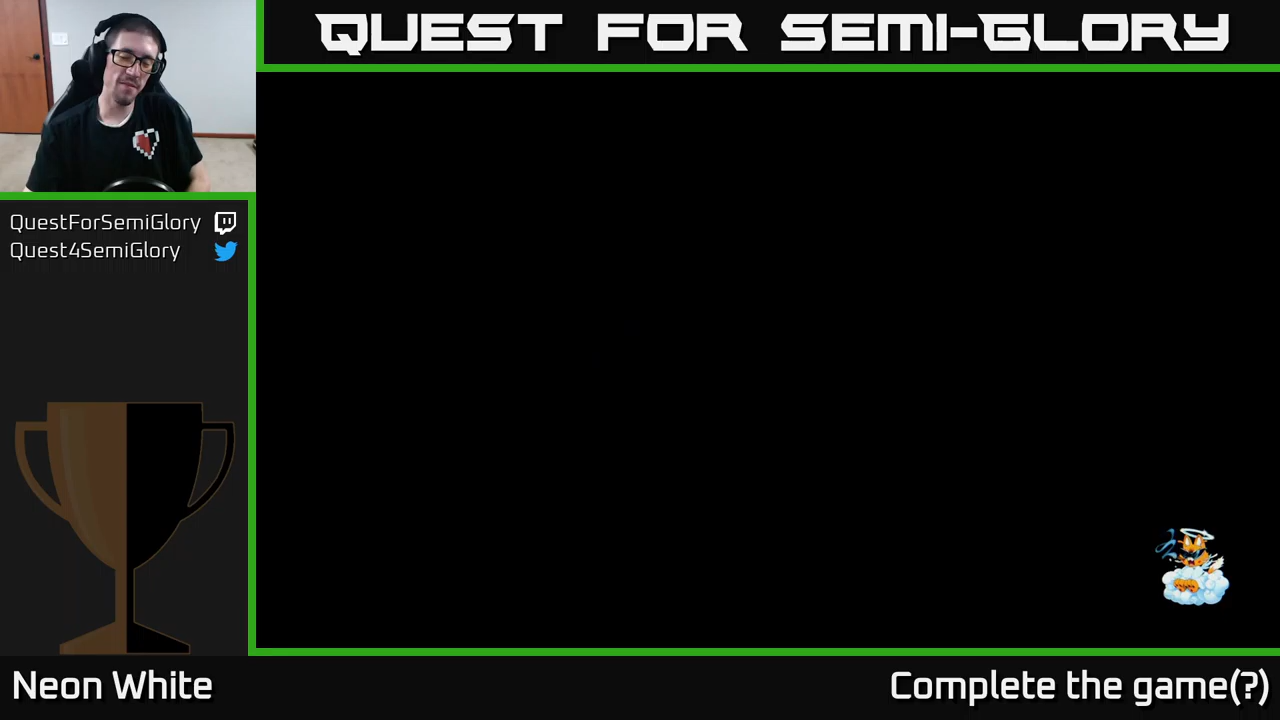 QUEST FOR SEMI-GLORY
QuestForSemiGlory
Quest4SemiGlory
Neon White
Complete the game(?)